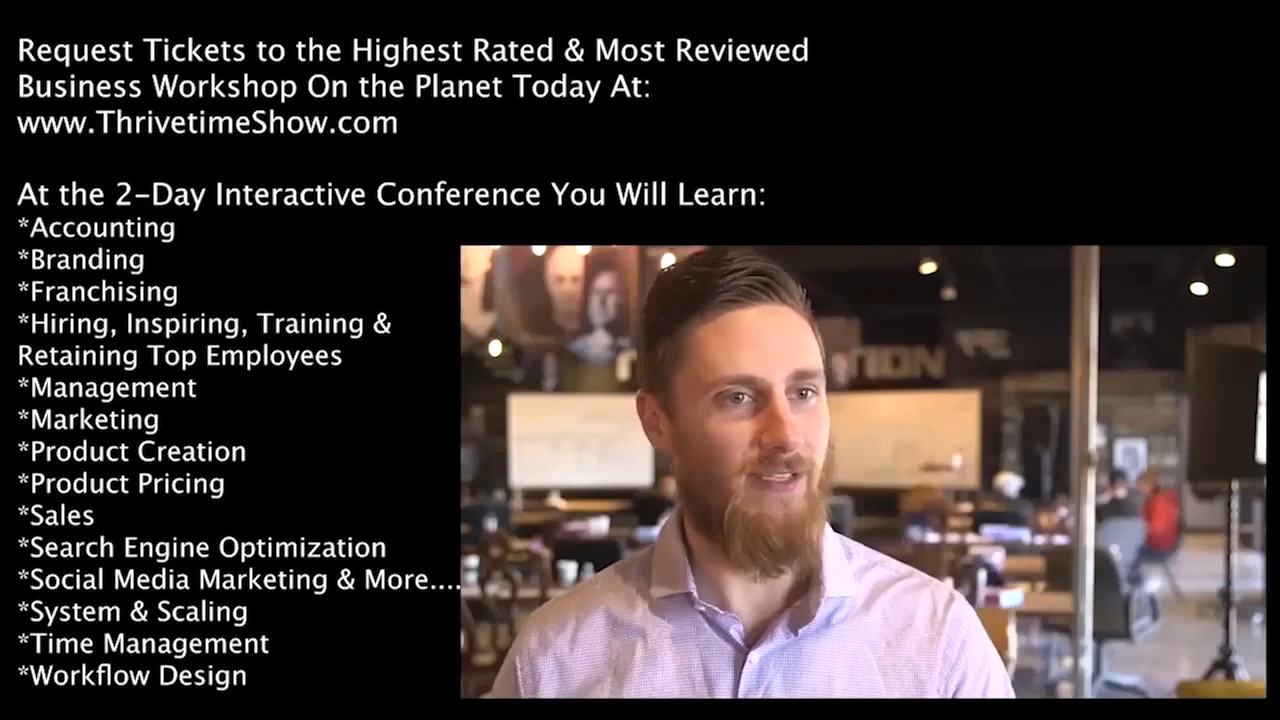 Request Tickets to the Highest Rated & Most Reviewed
Business Workshop On the Planet Today At:
www.ThrivetimeShow.com
At the 2-Day Interactive Conference You Will Learn:
*Accounting
*Branding
*Franchising
*Hiring, Inspiring, Training &
Retaining Top Employees
*Management
*Marketing
*Product Creation
*Product Pricing
*Sales
*Search Engine Optimization
*Social Media Marketing & More....
*System & Scaling
*Time Management
*Workflow Design